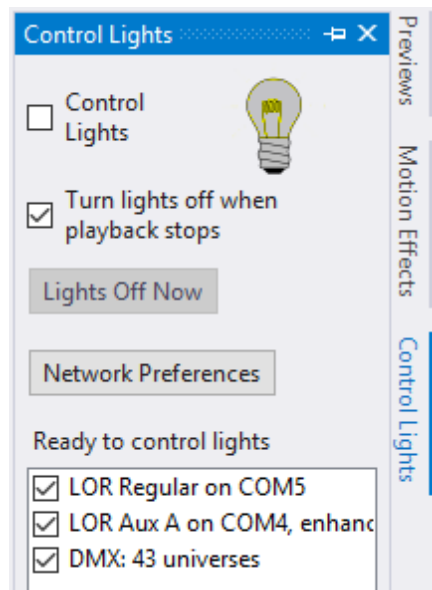 Control Lights
Control
Lights
Turn lights off when
playback stops
Lights Off Now
Network Preferences
Ready to control lights
LOR Regular on COM5
LOR Aux A on COM4, enhanc
DMX: 43 universes
Previews
Motion Effects
Control Lights